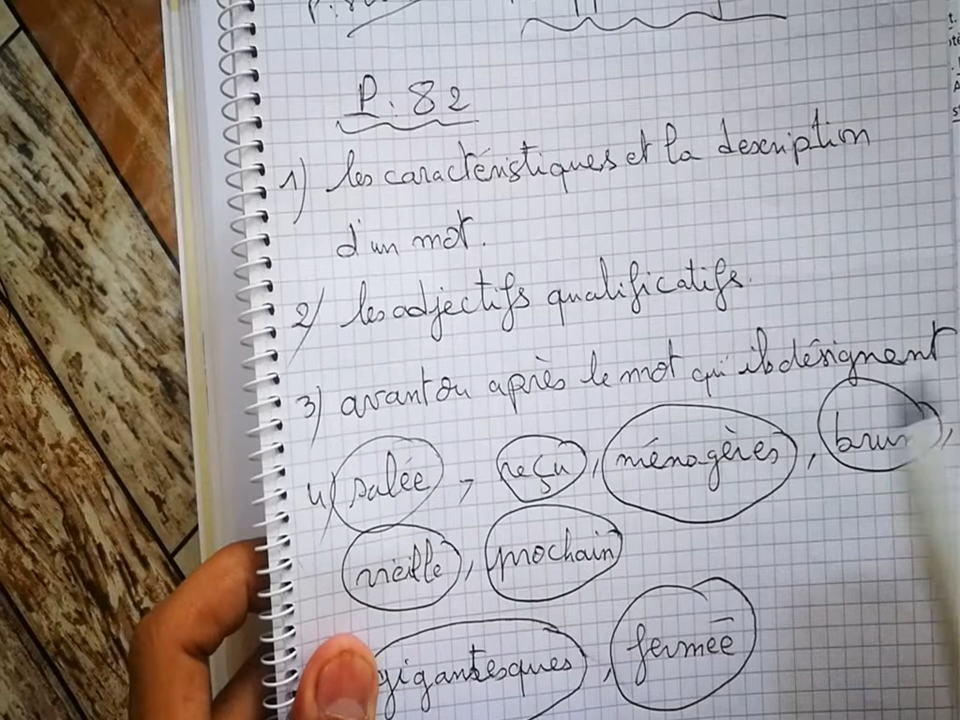 P. 82
1) les caractéristiques et la description
d'un mot.
2) les adjectifs qualificatifs.
3) avant ou après le mot qu'ils désignent
4) salée, reçu, ménagères, brun,
vieille, prochain
gigantesques, fermée